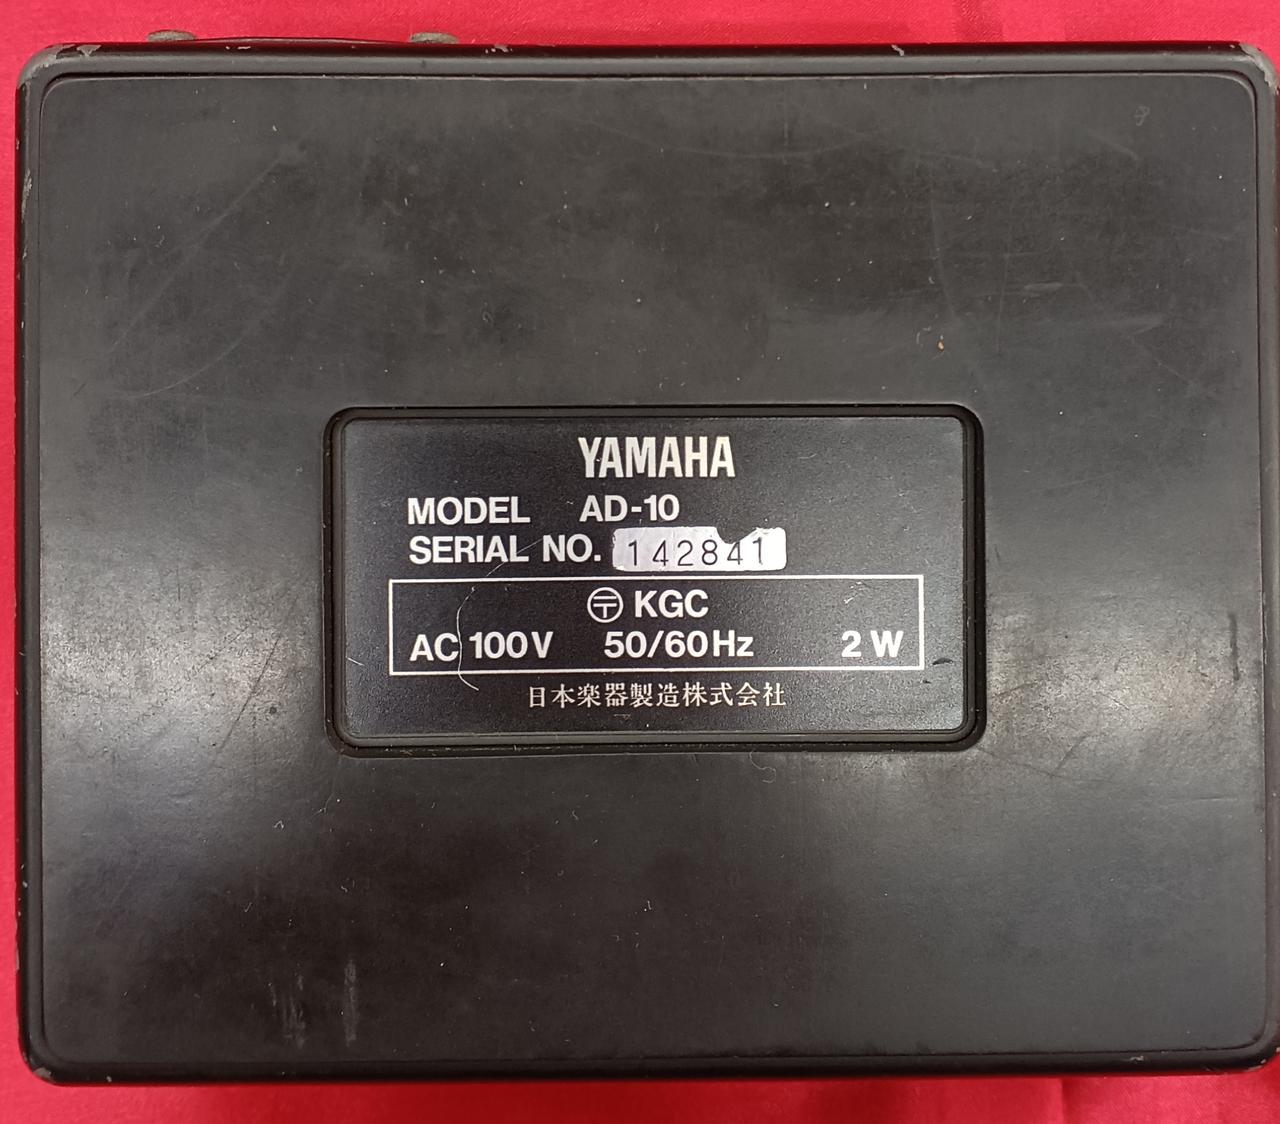 YAMAHA
MODEL AD-10
SERIAL NO. 142841
〶 KGC
AC 100V 50/60Hz 2W
日本楽器製造株式会社